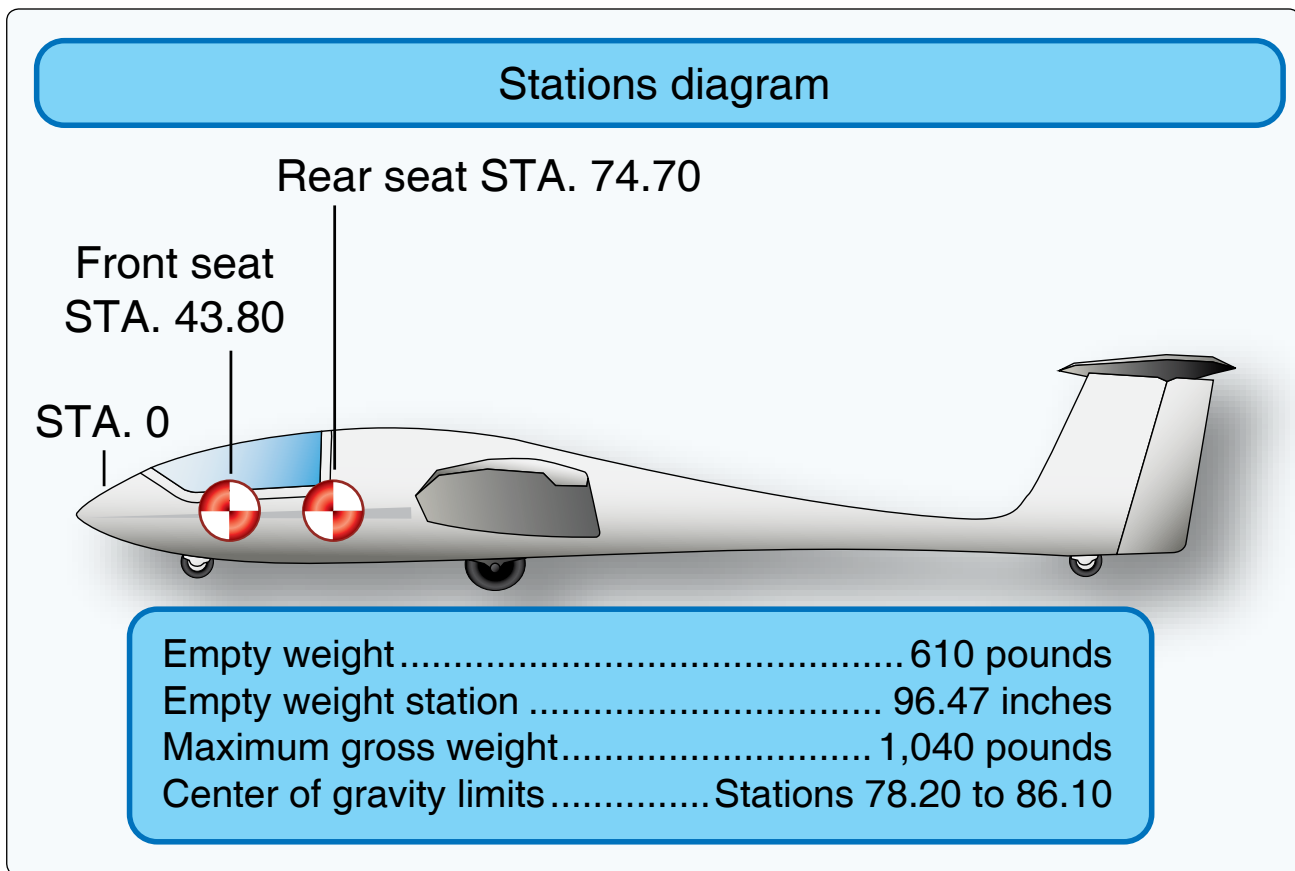 Stations diagram
Rear seat STA. 74.70
Front seat
STA. 43.80
STA. 0
Empty weight............................................... 610 pounds
Empty weight station ................................. 96.47 inches
Maximum gross weight............................. 1,040 pounds
Center of gravity limits...............Stations 78.20 to 86.10